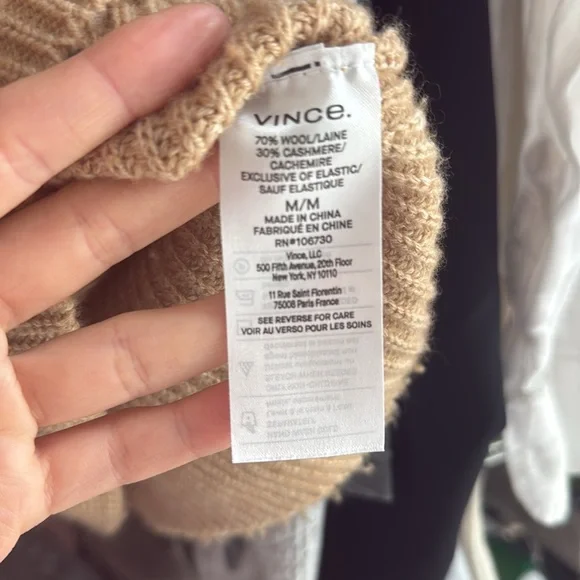 VINCE.
70% WOOL/LAINE
30% CASHMERE/
CACHEMIRE
EXCLUSIVE OF ELASTIC/
SAUF ELASTIQUE
M/M
MADE IN CHINA
FABRIQUÉ EN CHINE
RN#106730
Vince, LLC
500 Fifth Avenue, 20th Floor
New York, NY 10110
11 Rue Saint Florentin
75008 Paris France
SEE REVERSE FOR CARE
VOIR AU VERSO POUR LES SOINS